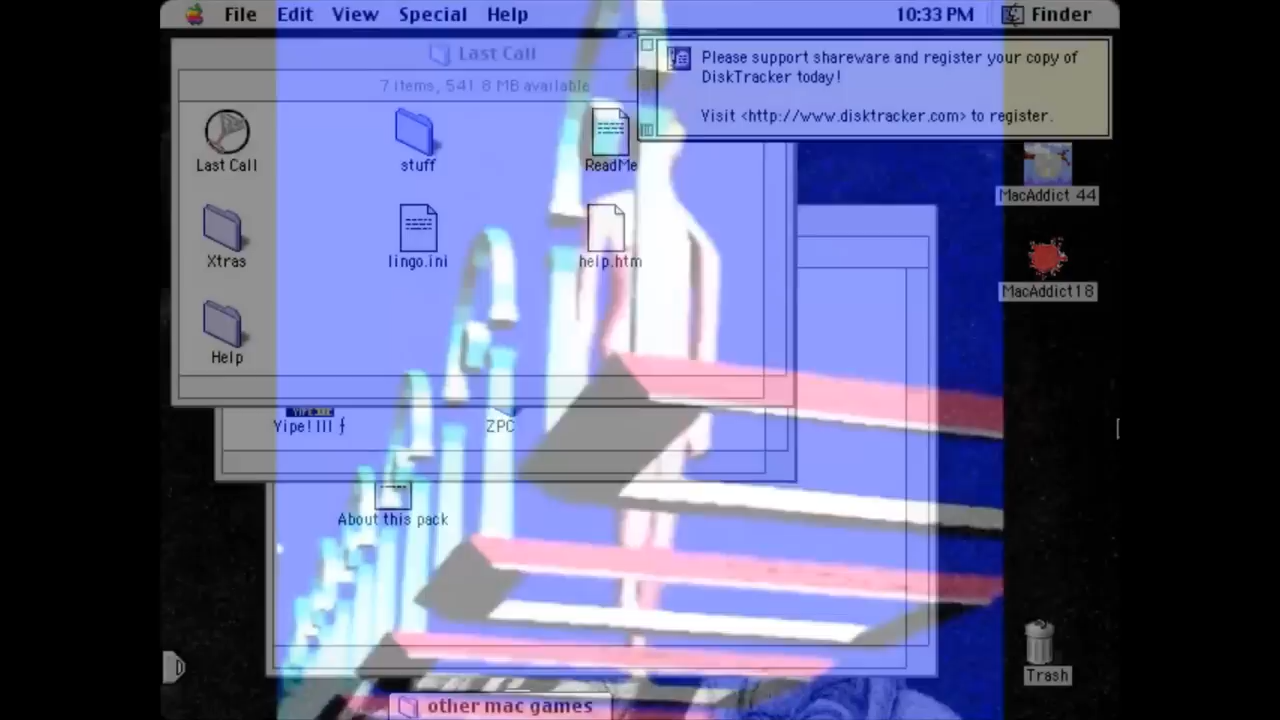 File Edit View Special Help 10:33 PM Finder
Last Call
7 items, 541.8 MB available
Please support shareware and register your copy of
DiskTracker today!
Visit <http://www.disktracker.com> to register.
Last Call stuff ReadMe
MacAddict 44
Xtras lingo.ini help.htm
MacAddict18
Help
Yipe! III ƒ ZPC
About this pack
Trash
other mac games